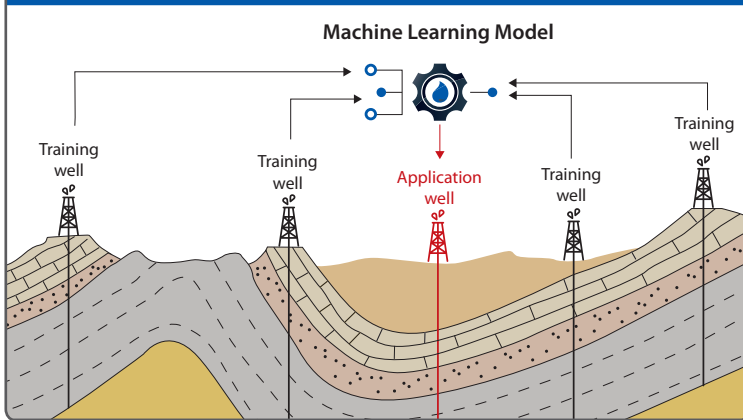 Machine Learning Model
Training
well
Training
well
Application
well
Training
well
Training
well